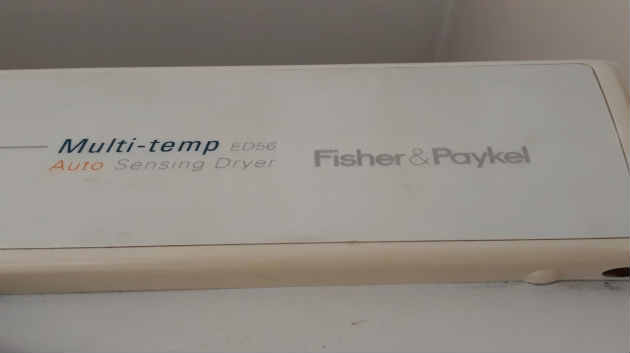 Multi-temp ED56
Auto Sensing Dryer
Fisher & Paykel